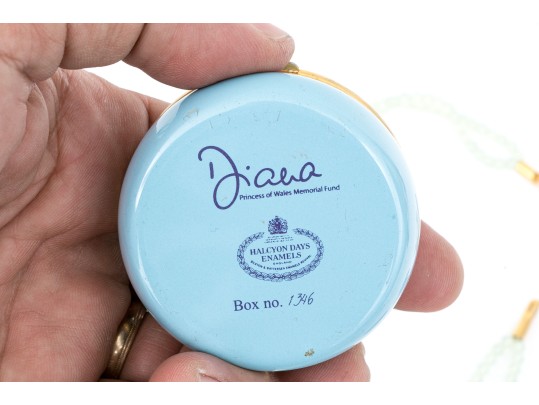 Diana
Princess of Wales Memorial Fund
HALCYON DAYS
ENAMELS
Box no. 1346